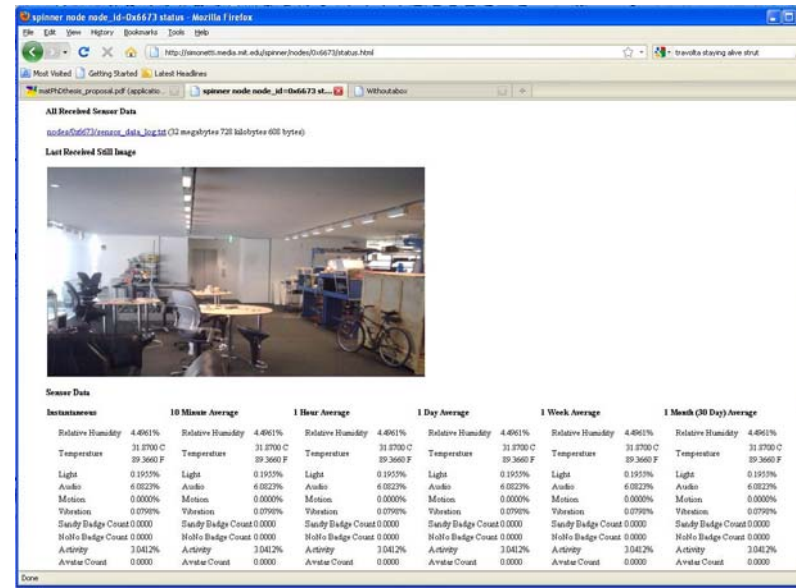 spinner node node_id=0x6673 status - Mozilla Firefox
File Edit View History Bookmarks Tools Help
http://simonetti.media.mit.edu/spinner/nodes/0x6673/status.html
travolta staying alive strut
Most Visited Getting Started Latest Headlines
matPhDthesis_proposal.pdf (applicatio... spinner node node_id=0x6673 st... Withoutabox
All Received Sensor Data
nodes/0x6673/sensor_data_log.txt (32 megabytes 728 kilobytes 608 bytes)
Last Received Still Image
Sensor Data
Instantaneous 10 Minute Average 1 Hour Average 1 Day Average 1 Week Average 1 Month (30 Day) Average
Relative Humidity 4.4961% Relative Humidity 4.4961% Relative Humidity 4.4961% Relative Humidity 4.4961% Relative Humidity 4.4961% Relative Humidity 4.4961%
Temperature 31.8700 C Temperature 31.8700 C Temperature 31.8700 C Temperature 31.8700 C Temperature 31.8700 C Temperature 31.8700 C
89.3660 F 89.3660 F 89.3660 F 89.3660 F 89.3660 F 89.3660 F
Light 0.1955% Light 0.1955% Light 0.1955% Light 0.1955% Light 0.1955% Light 0.1955%
Audio 6.0823% Audio 6.0823% Audio 6.0823% Audio 6.0823% Audio 6.0823% Audio 6.0823%
Motion 0.0000% Motion 0.0000% Motion 0.0000% Motion 0.0000% Motion 0.0000% Motion 0.0000%
Vibration 0.0798% Vibration 0.0798% Vibration 0.0798% Vibration 0.0798% Vibration 0.0798% Vibration 0.0798%
Sandy Badge Count 0.0000 Sandy Badge Count 0.0000 Sandy Badge Count 0.0000 Sandy Badge Count 0.0000 Sandy Badge Count 0.0000 Sandy Badge Count 0.0000
NoNo Badge Count 0.0000 NoNo Badge Count 0.0000 NoNo Badge Count 0.0000 NoNo Badge Count 0.0000 NoNo Badge Count 0.0000 NoNo Badge Count 0.0000
Activity 3.0412% Activity 3.0412% Activity 3.0412% Activity 3.0412% Activity 3.0412% Activity 3.0412%
Avatar Count 0.0000 Avatar Count 0.0000 Avatar Count 0.0000 Avatar Count 0.0000 Avatar Count 0.0000 Avatar Count 0.0000
Done